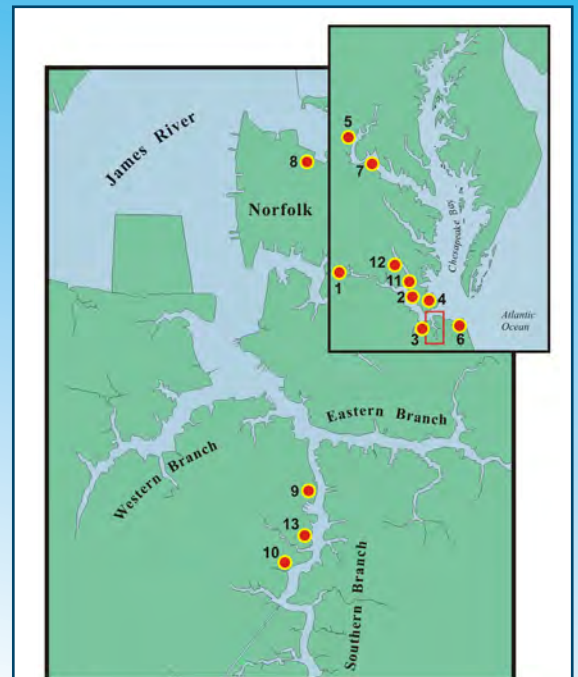 James River
8
Norfolk
5
7
Chesapeake Bay
12
11
1
2
4
3
6
Atlantic
Ocean
Eastern Branch
Western Branch
9
13
10
Southern Branch